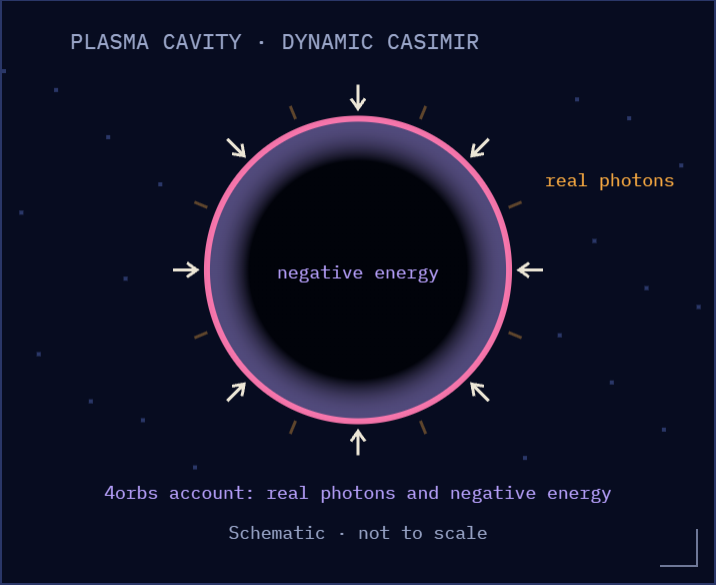 PLASMA CAVITY · DYNAMIC CASIMIR
real photons
negative energy
4orbs account: real photons and negative energy
Schematic · not to scale